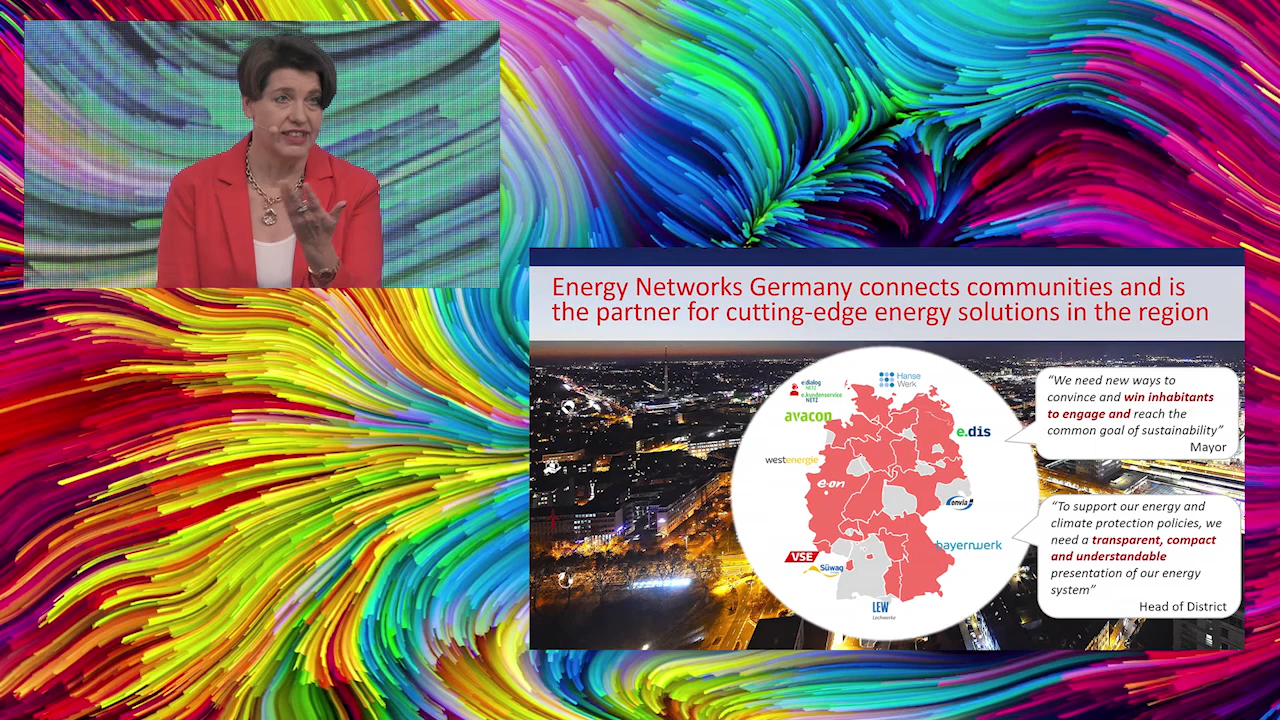 Energy Networks Germany connects communities and is
the partner for cutting-edge energy solutions in the region
e:dialog
NETZ
e.kundenservice
NETZ
Hanse
Werk
avacon
e.dis
westenergie
e·on
envia
bayernwerk
VSE
Süwag
LEW
Lechwerke
“We need new ways to
convince and win inhabitants
to engage and reach the
common goal of sustainability”
Mayor
“To support our energy and
climate protection policies, we
need a transparent, compact
and understandable
presentation of our energy
system”
Head of District